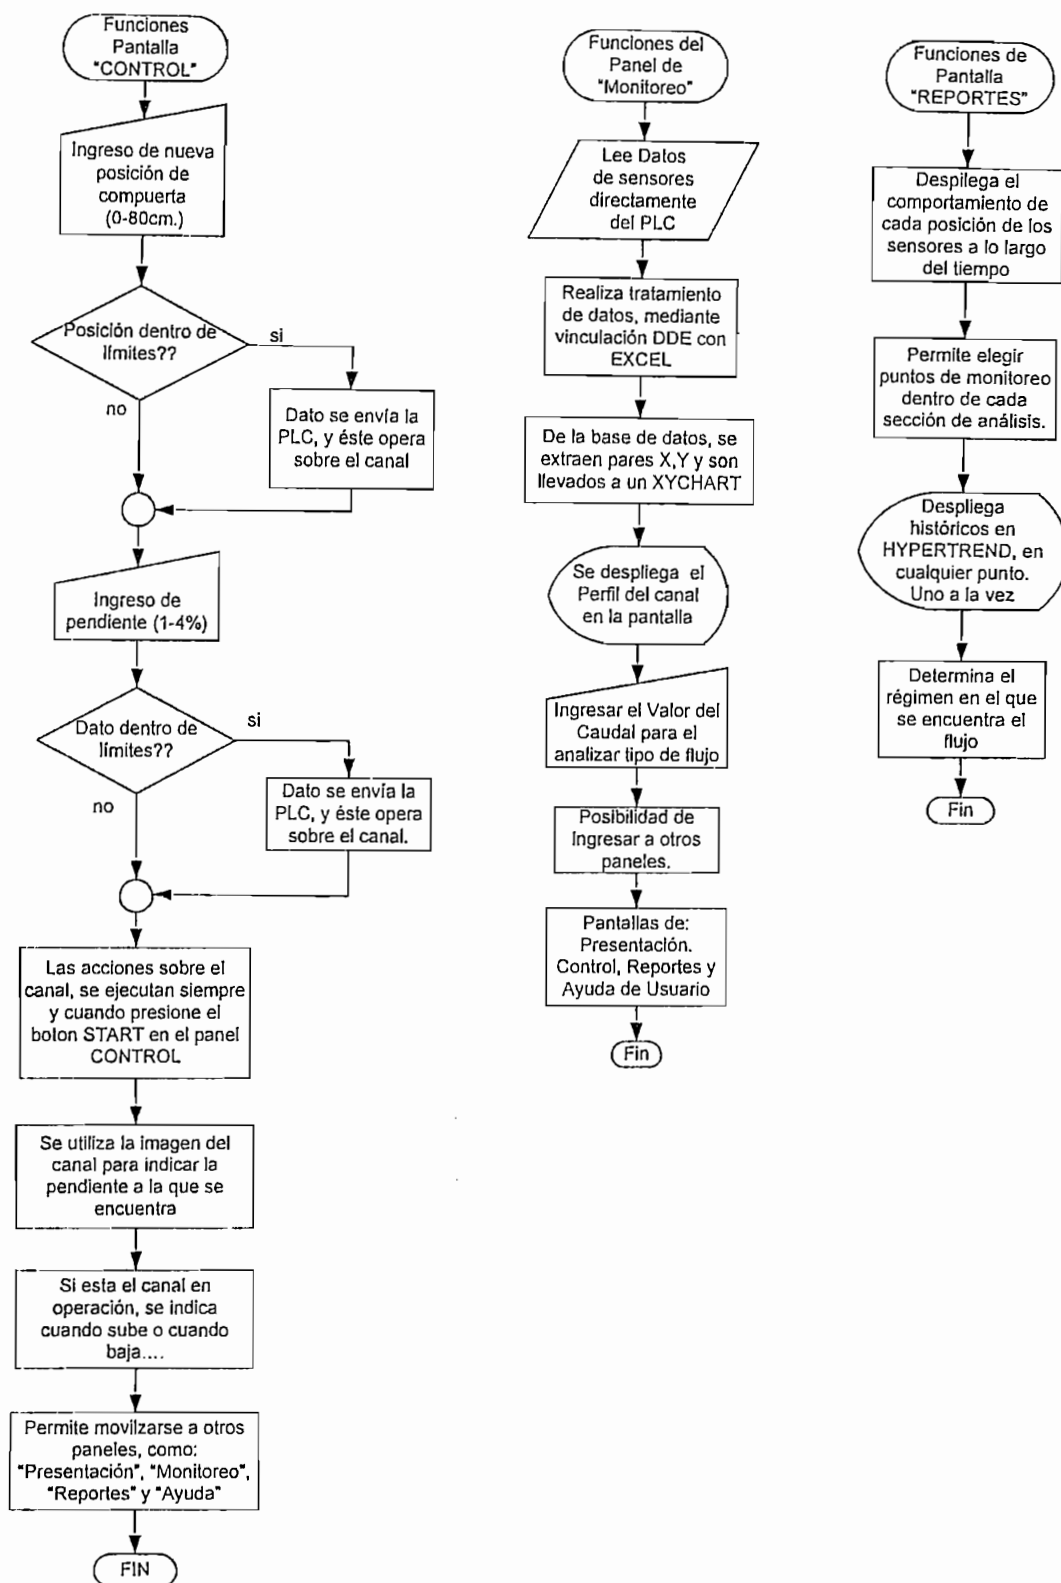 Funciones
Pantalla
"CONTROL"
Ingreso de nueva
posición de
compuerta
(0-80cm.)
Posición dentro de
límites??
si
no
Dato se envía la
PLC, y éste opera
sobre el canal
Ingreso de
pendiente (1-4%)
Dato dentro de
límites??
si
no
Dato se envía la
PLC, y éste opera
sobre el canal.
Las acciones sobre el
canal, se ejecutan siempre
y cuando presione el
boton START en el panel
CONTROL
Se utiliza la imagen del
canal para indicar la
pendiente a la que se
encuentra
Si esta el canal en
operación, se indica
cuando sube o cuando
baja....
Permite movilzarse a otros
paneles, como:
"Presentación", "Monitoreo",
"Reportes" y "Ayuda"
FIN
Funciones del
Panel de
"Monitoreo"
Lee Datos
de sensores
directamente
del PLC
Realiza tratamiento
de datos, mediante
vinculación DDE con
EXCEL
De la base de datos, se
extraen pares X,Y y son
llevados a un XYCHART
Se despliega el
Perfil del canal
en la pantalla
Ingresar el Valor del
Caudal para el
analizar tipo de flujo
Posibilidad de
Ingresar a otros
paneles.
Pantallas de:
Presentación.
Control, Reportes y
Ayuda de Usuario
Fin
Funciones de
Pantalla
"REPORTES"
Despliega el
comportamiento de
cada posición de los
sensores a lo largo
del tiempo
Permite elegir
puntos de monitoreo
dentro de cada
sección de análisis.
Despliega
históricos en
HYPERTREND, en
cualquier punto.
Uno a la vez
Determina el
régimen en el que
se encuentra el
flujo
Fin